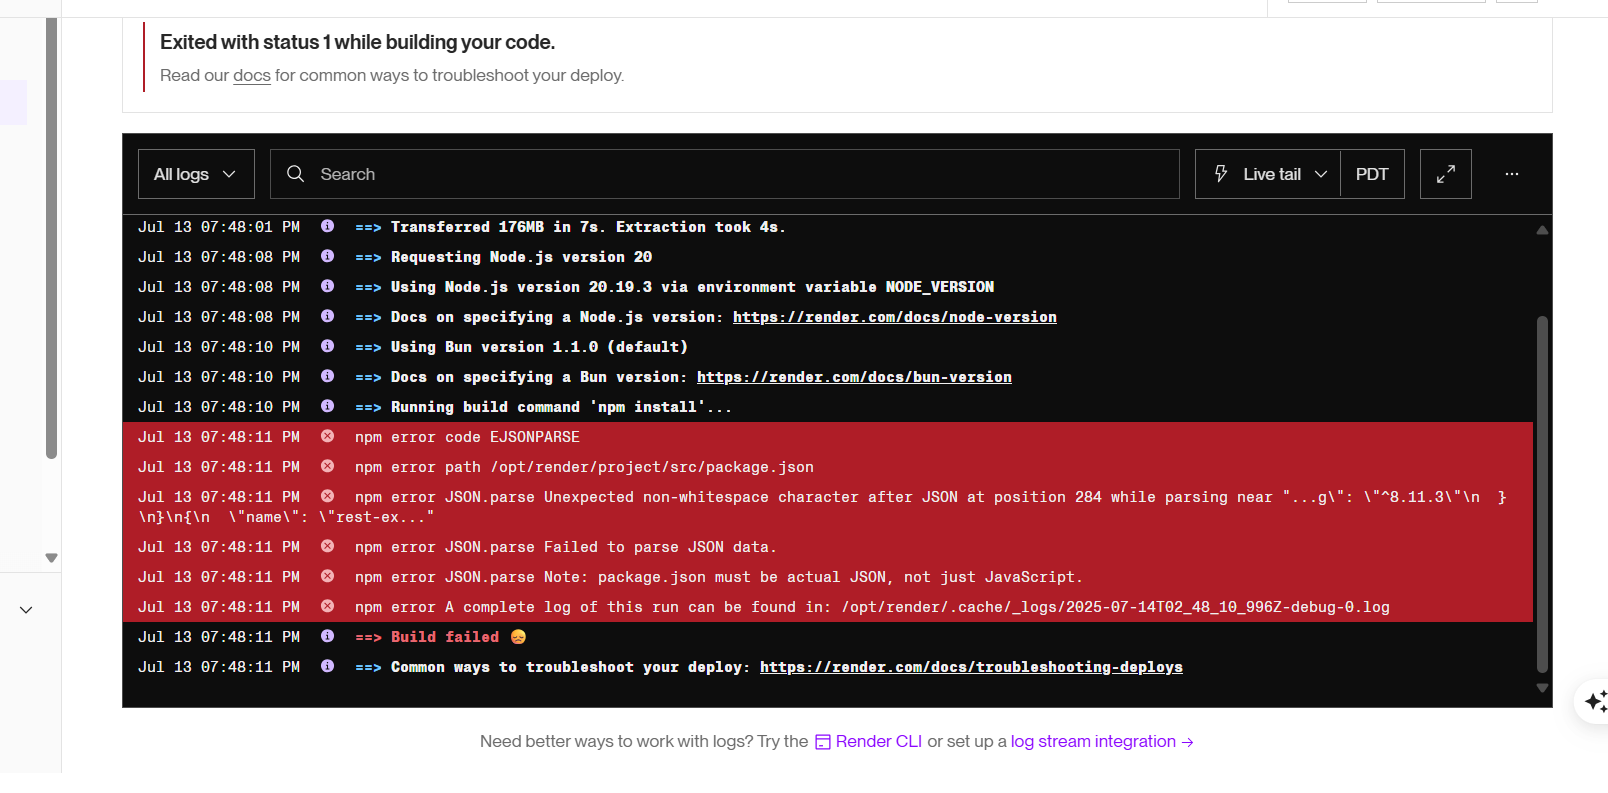 Exited with status 1 while building your code.
Read our docs for common ways to troubleshoot your deploy.
All logs
Search
Live tail
PDT
Jul 13 07:48:01 PM ==> Transferred 176MB in 7s. Extraction took 4s.
Jul 13 07:48:08 PM ==> Requesting Node.js version 20
Jul 13 07:48:08 PM ==> Using Node.js version 20.19.3 via environment variable NODE_VERSION
Jul 13 07:48:08 PM ==> Docs on specifying a Node.js version: https://render.com/docs/node-version
Jul 13 07:48:10 PM ==> Using Bun version 1.1.0 (default)
Jul 13 07:48:10 PM ==> Docs on specifying a Bun version: https://render.com/docs/bun-version
Jul 13 07:48:10 PM ==> Running build command 'npm install'...
Jul 13 07:48:11 PM npm error code EJSONPARSE
Jul 13 07:48:11 PM npm error path /opt/render/project/src/package.json
Jul 13 07:48:11 PM npm error JSON.parse Unexpected non-whitespace character after JSON at position 284 while parsing near "...g\": \"^8.11.3\"\n  }
\n}\n{\n  \"name\": \"rest-ex..."
Jul 13 07:48:11 PM npm error JSON.parse Failed to parse JSON data.
Jul 13 07:48:11 PM npm error JSON.parse Note: package.json must be actual JSON, not just JavaScript.
Jul 13 07:48:11 PM npm error A complete log of this run can be found in: /opt/render/.cache/_logs/2025-07-14T02_48_10_996Z-debug-0.log
Jul 13 07:48:11 PM ==> Build failed 😞
Jul 13 07:48:11 PM ==> Common ways to troubleshoot your deploy: https://render.com/docs/troubleshooting-deploys
Need better ways to work with logs? Try the Render CLI or set up a log stream integration →